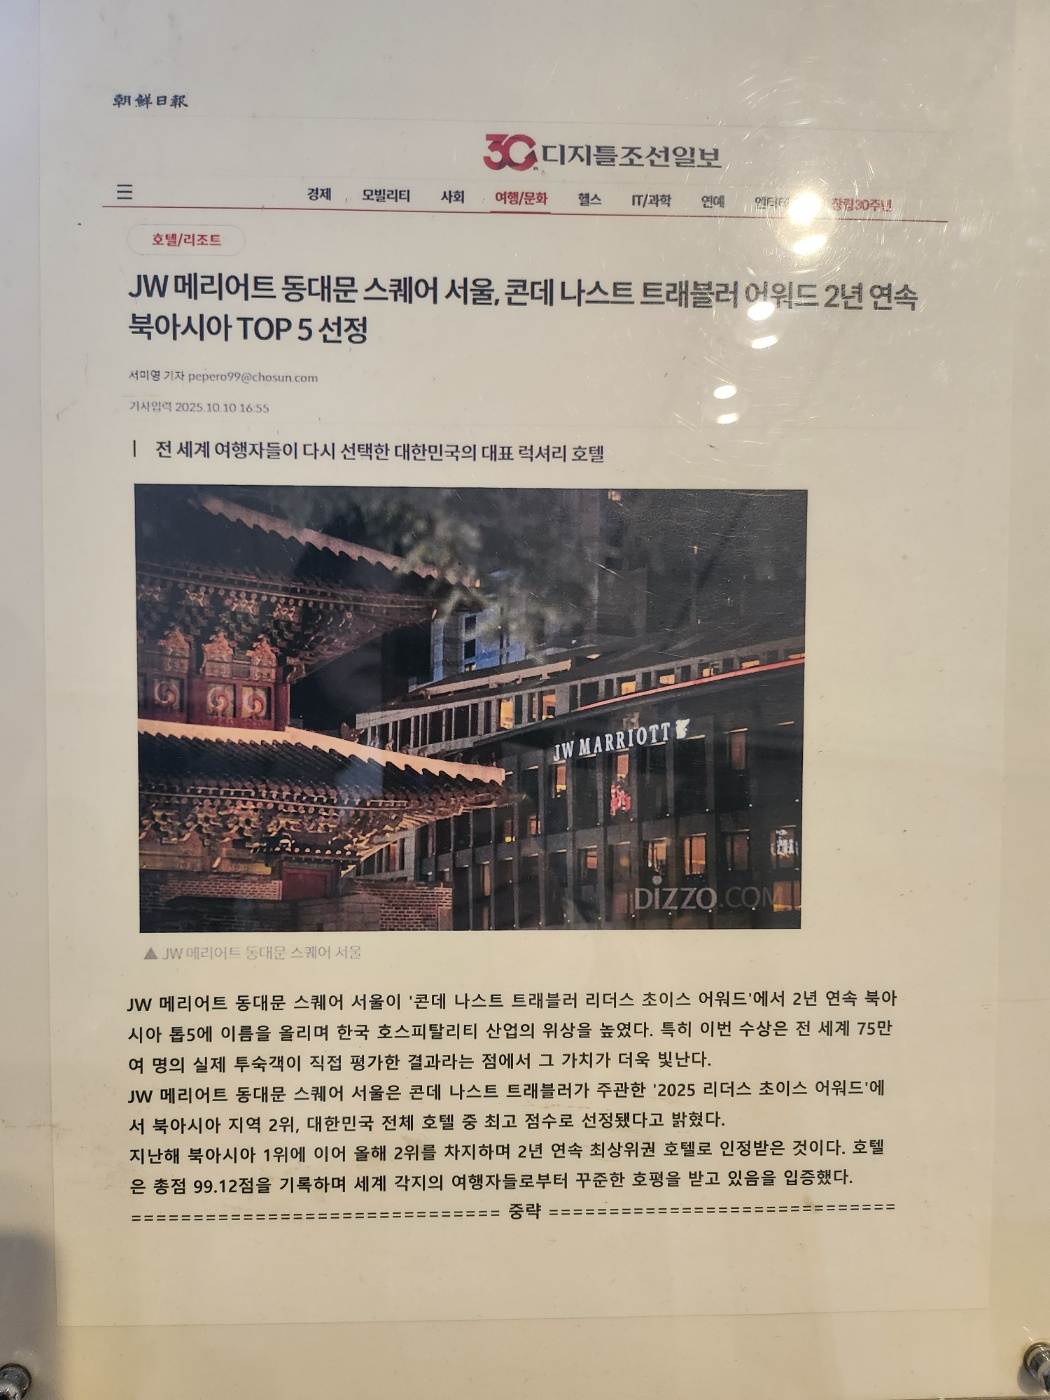 朝鮮日報
30 디지틀조선일보
☰ 경제 모빌리티 사회 여행/문화 헬스 IT/과학 연예 창립30주년
호텔/리조트
JW 메리어트 동대문 스퀘어 서울, 콘데 나스트 트래블러 어워드 2년 연속
북아시아 TOP 5 선정
서미영 기자 pepero99@chosun.com
기사입력 2025.10.10 16:55
전 세계 여행자들이 다시 선택한 대한민국의 대표 럭셔리 호텔
JW MARRIOTT
DIZZO.COM
▲ JW 메리어트 동대문 스퀘어 서울
JW 메리어트 동대문 스퀘어 서울이 '콘데 나스트 트래블러 리더스 초이스 어워드'에서 2년 연속 북아
시아 톱5에 이름을 올리며 한국 호스피탈리티 산업의 위상을 높였다. 특히 이번 수상은 전 세계 75만
여 명의 실제 투숙객이 직접 평가한 결과라는 점에서 그 가치가 더욱 빛난다.
JW 메리어트 동대문 스퀘어 서울은 콘데 나스트 트래블러가 주관한 '2025 리더스 초이스 어워드'에
서 북아시아 지역 2위, 대한민국 전체 호텔 중 최고 점수로 선정됐다고 밝혔다.
지난해 북아시아 1위에 이어 올해 2위를 차지하며 2년 연속 최상위권 호텔로 인정받은 것이다. 호텔
은 총점 99.12점을 기록하며 세계 각지의 여행자들로부터 꾸준한 호평을 받고 있음을 입증했다.
============================== 중략 ============================